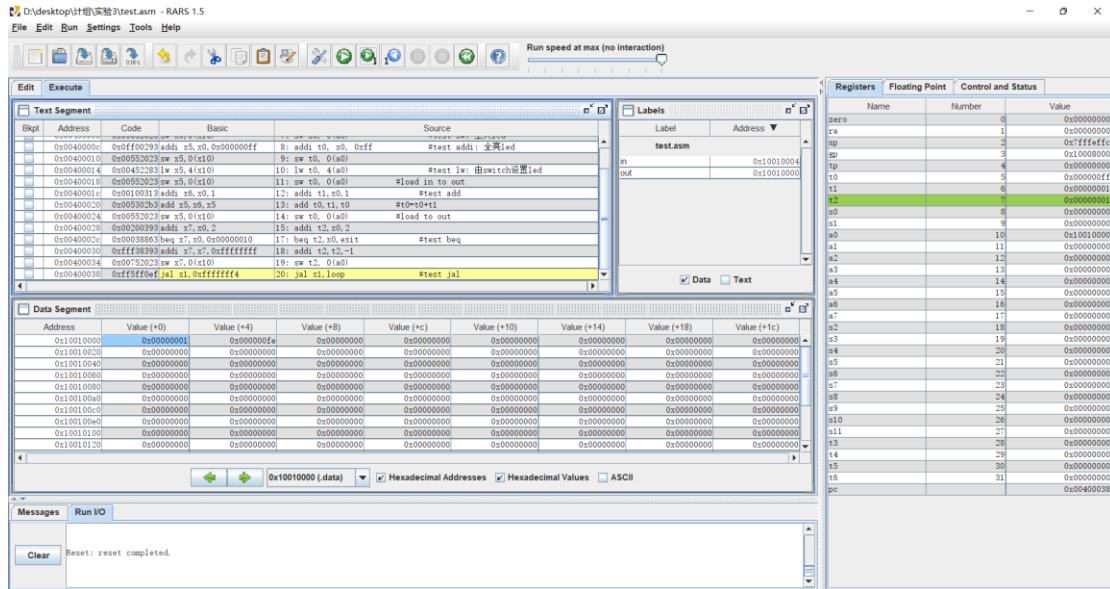 D:\desktop\计组\实验3\test.asm - RARS 1.5
File Edit Run Settings Tools Help
Run speed at max (no interaction)
Edit Execute
Text Segment
Bkpt Address Code Basic Source
0x0040000c 0x0ff00293 addi x5,x0,0x000000ff 8: addi t0, x0, 0xff #test addi: 全亮led
0x00400010 0x00552023 sw x5,0(x10) 9: sw t0, 0(a0)
0x00400014 0x00452283 lw x5,4(x10) 10: lw t0, 4(a0) #test lw: 由switch设置led
0x00400018 0x00552023 sw x5,0(x10) 11: sw t0, 0(a0) #load in to out
0x0040001c 0x00100313 addi x6,x0,1 12: addi t1,x0,1 #test add
0x00400020 0x005302b3 add x5,x6,x5 13: add t0,t1,t0 #t0=t0+t1
0x00400024 0x00552023 sw x5,0(x10) 14: sw t0, 0(a0) #load to out
0x00400028 0x00200393 addi x7,x0,2 15: addi t2,x0,2
0x0040002c 0x00038863 beq x7,x0,0x00000010 17: beq t2,x0,exit #test beq
0x00400030 0xfff38393 addi x7,x7,0xffffffff 18: addi t2,t2,-1
0x00400034 0x00752023 sw x7,0(x10) 19: sw t2, 0(a0)
0x00400038 0xff5ff0ef jal x1,0xfffffff4 20: jal x1,loop #test jal
Labels
Label Address ▼
test.asm
in 0x10010004
out 0x10010000
Data Text
Data Segment
Address Value (+0) Value (+4) Value (+8) Value (+c) Value (+10) Value (+14) Value (+18) Value (+1c)
0x10010000 0x00000001 0x000000fe 0x00000000 0x00000000 0x00000000 0x00000000 0x00000000 0x00000000
0x10010020 0x00000000 0x00000000 0x00000000 0x00000000 0x00000000 0x00000000 0x00000000 0x00000000
0x10010040 0x00000000 0x00000000 0x00000000 0x00000000 0x00000000 0x00000000 0x00000000 0x00000000
0x10010060 0x00000000 0x00000000 0x00000000 0x00000000 0x00000000 0x00000000 0x00000000 0x00000000
0x10010080 0x00000000 0x00000000 0x00000000 0x00000000 0x00000000 0x00000000 0x00000000 0x00000000
0x100100a0 0x00000000 0x00000000 0x00000000 0x00000000 0x00000000 0x00000000 0x00000000 0x00000000
0x100100c0 0x00000000 0x00000000 0x00000000 0x00000000 0x00000000 0x00000000 0x00000000 0x00000000
0x100100e0 0x00000000 0x00000000 0x00000000 0x00000000 0x00000000 0x00000000 0x00000000 0x00000000
0x10010100 0x00000000 0x00000000 0x00000000 0x00000000 0x00000000 0x00000000 0x00000000 0x00000000
0x10010120 0x00000000 0x00000000 0x00000000 0x00000000 0x00000000 0x00000000 0x00000000 0x00000000
0x10010000 (.data) Hexadecimal Addresses Hexadecimal Values ASCII
Messages Run I/O
Clear
Reset: reset completed.
Registers Floating Point Control and Status
Name Number Value
zero 0 0x00000000
ra 1 0x00000000
sp 2 0x7fffeffc
gp 3 0x10008000
tp 4 0x00000000
t0 5 0x000000ff
t1 6 0x00000001
t2 7 0x00000001
s0 8 0x00000000
s1 9 0x00000000
a0 10 0x10010000
a1 11 0x00000000
a2 12 0x00000000
a3 13 0x00000000
a4 14 0x00000000
a5 15 0x00000000
a6 16 0x00000000
a7 17 0x00000000
s2 18 0x00000000
s3 19 0x00000000
s4 20 0x00000000
s5 21 0x00000000
s6 22 0x00000000
s7 23 0x00000000
s8 24 0x00000000
s9 25 0x00000000
s10 26 0x00000000
s11 27 0x00000000
t3 28 0x00000000
t4 29 0x00000000
t5 30 0x00000000
t6 31 0x00000000
pc 0x00400038